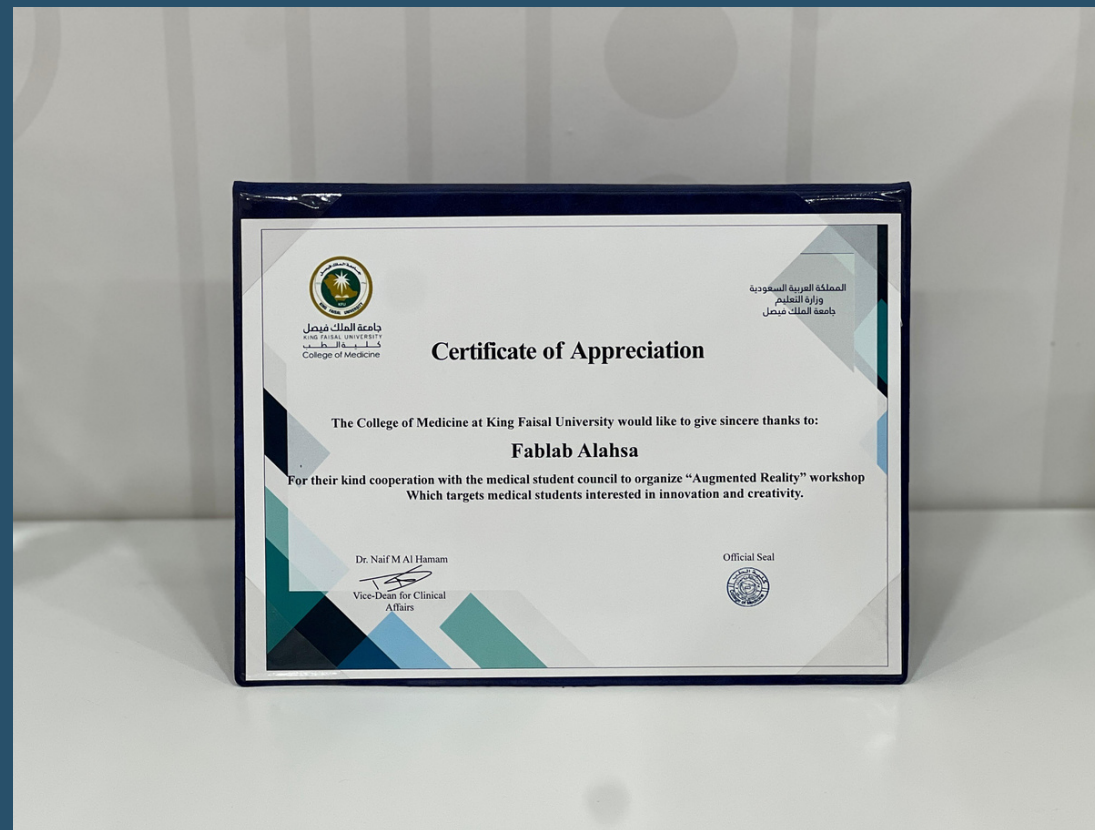 جامعة الملك فيصل
KING FAISAL UNIVERSITY
كلية الطب
College of Medicine
المملكة العربية السعودية
وزارة التعليم
جامعة الملك فيصل
Certificate of Appreciation
The College of Medicine at King Faisal University would like to give sincere thanks to:
Fablab Alahsa
For their kind cooperation with the medical student council to organize “Augmented Reality” workshop
Which targets medical students interested in innovation and creativity.
Dr. Naif M Al Hamam
Vice-Dean for Clinical
Affairs
Official Seal
College of Medicine